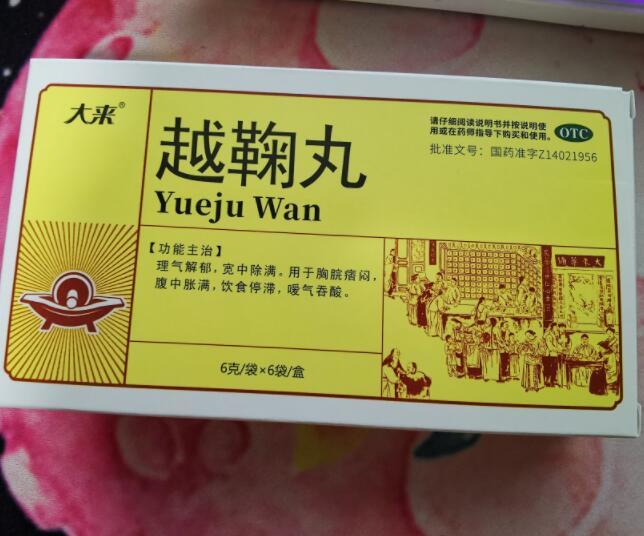 大来®
越鞠丸
Yueju Wan
请仔细阅读说明书并按说明使
用或在药师指导下购买和使用。
OTC
批准文号：国药准字Z14021956
【功能主治】
理气解郁，宽中除满。用于胸脘痞闷，
腹中胀满，饮食停滞，嗳气吞酸。
6克/袋×6袋/盒